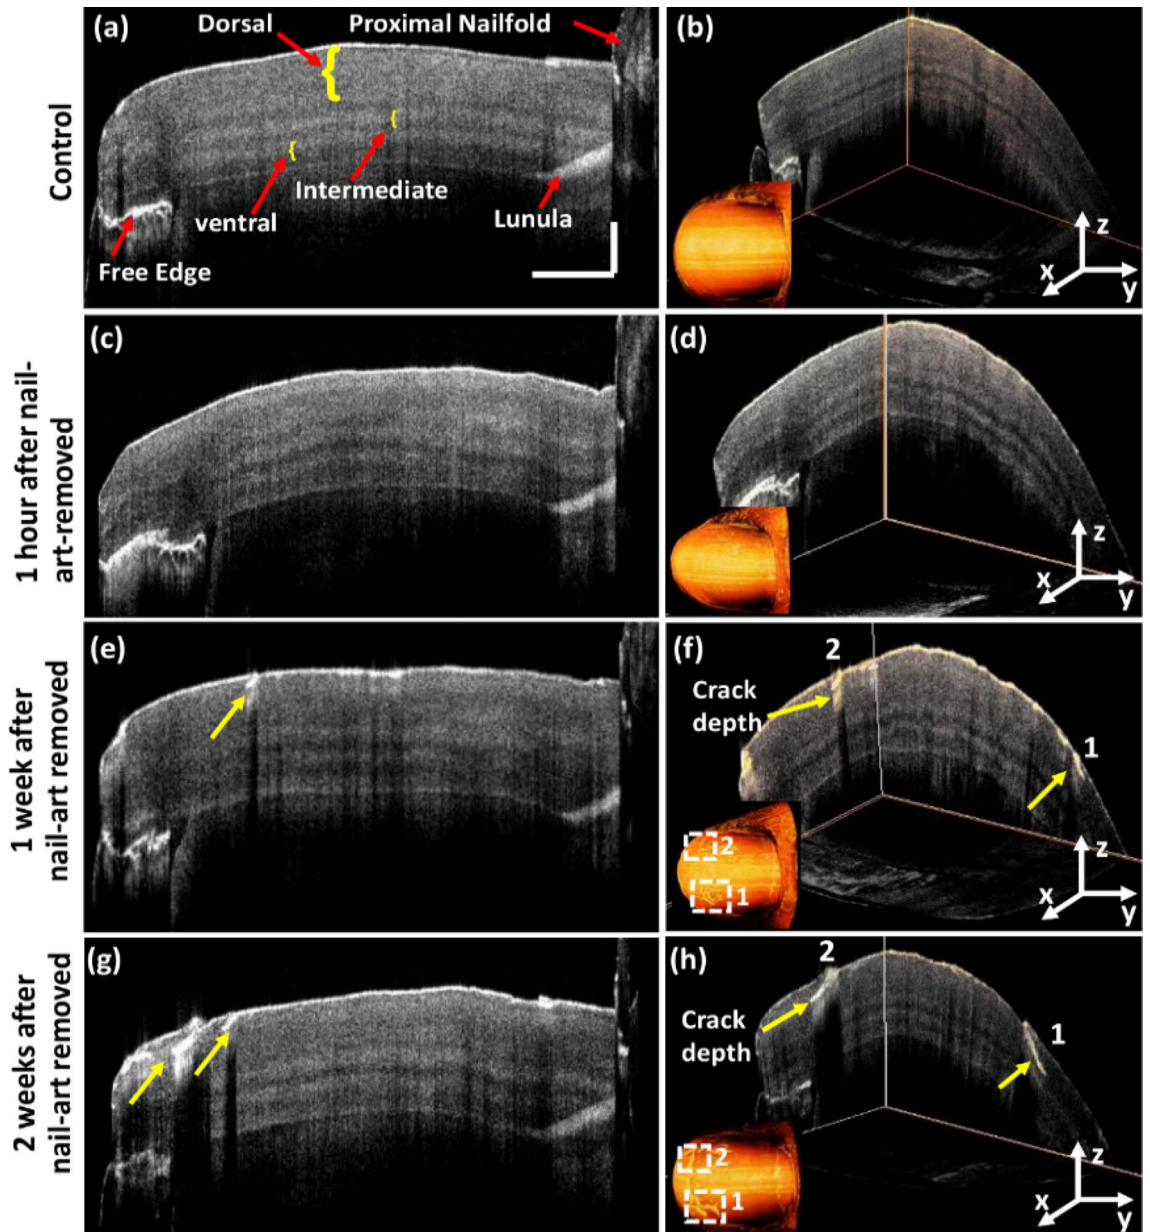 Control
(a)
Dorsal
Proximal Nailfold
Intermediate
ventral
Lunula
Free Edge
(b)
z
x
y
1 hour after nail-
art-removed
(c)
(d)
z
x
y
1 week after
nail-art removed
(e)
(f)
2
Crack
depth
1
2
1
z
x
y
2 weeks after
nail-art removed
(g)
(h)
2
Crack
depth
1
2
1
z
x
y